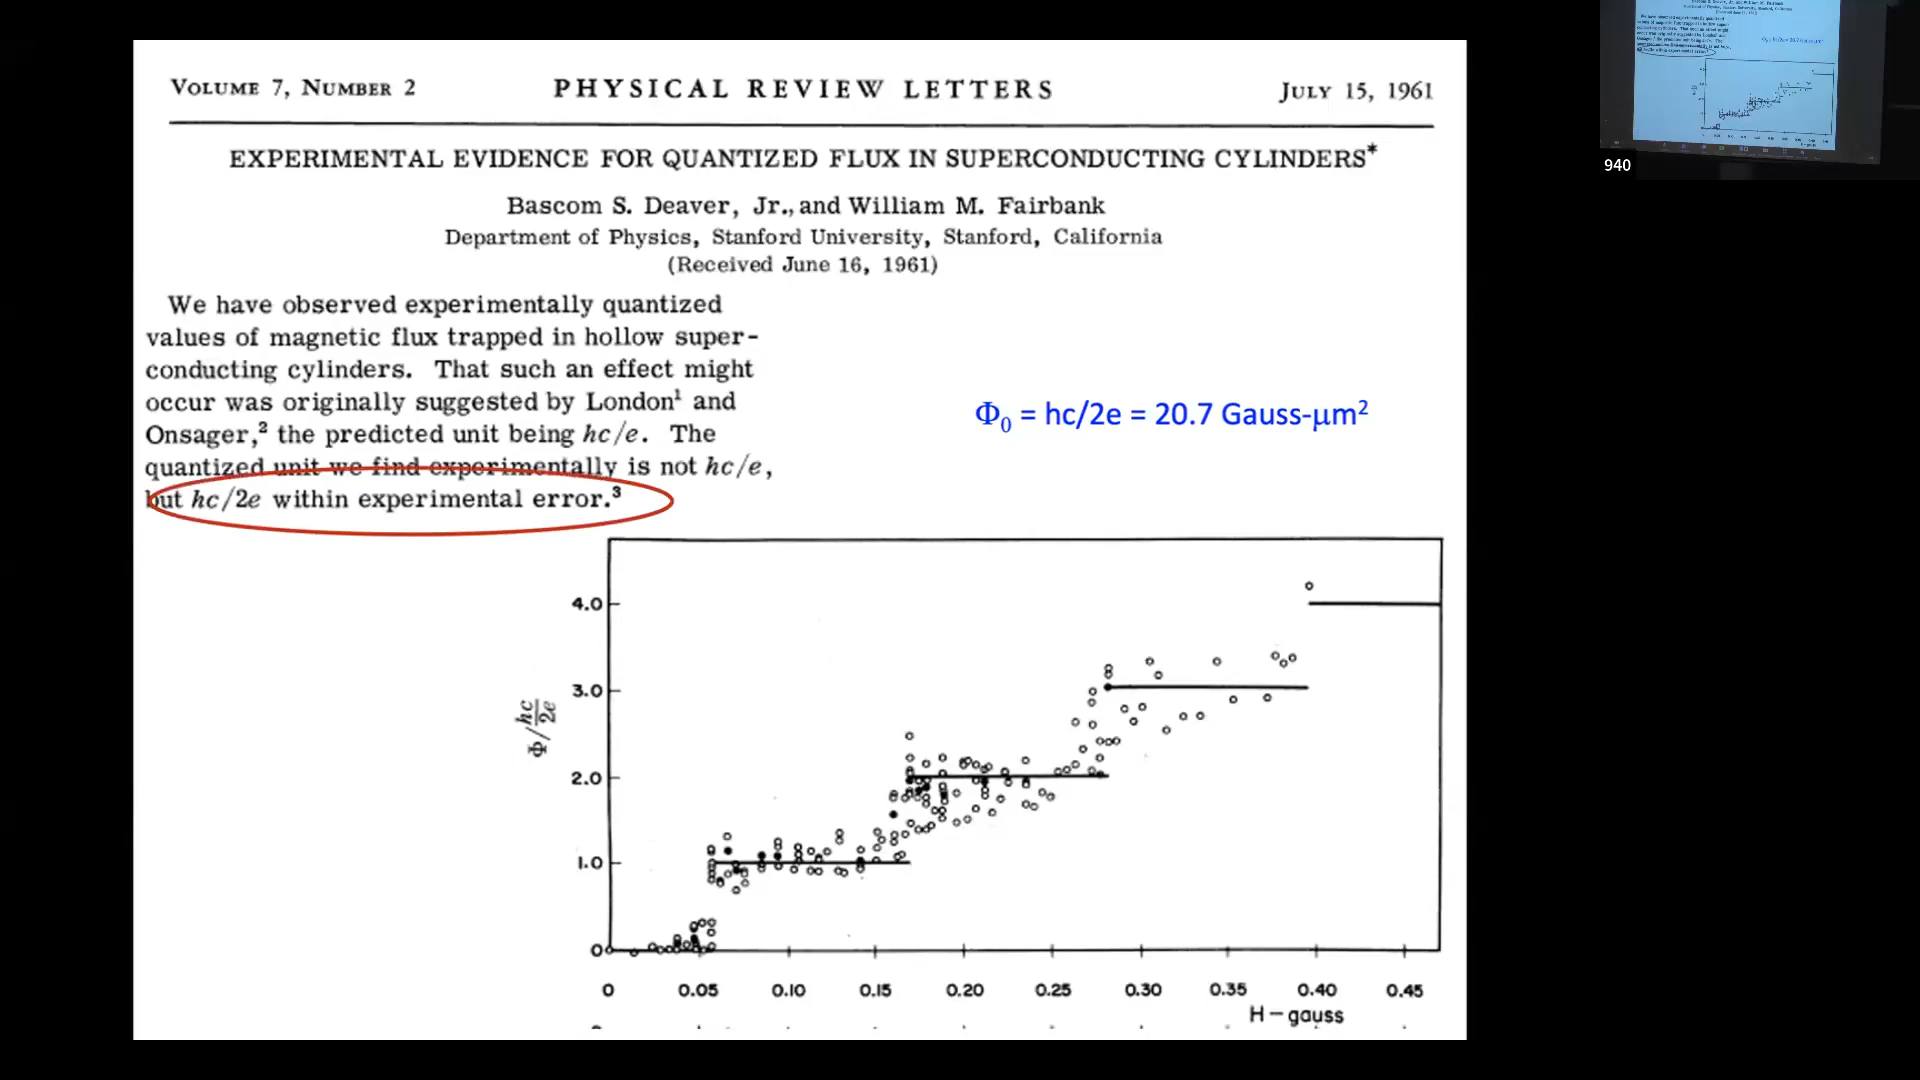 VOLUME 7, NUMBER 2 PHYSICAL REVIEW LETTERS JULY 15, 1961
EXPERIMENTAL EVIDENCE FOR QUANTIZED FLUX IN SUPERCONDUCTING CYLINDERS*
Bascom S. Deaver, Jr., and William M. Fairbank
Department of Physics, Stanford University, Stanford, California
(Received June 16, 1961)
We have observed experimentally quantized
values of magnetic flux trapped in hollow super-
conducting cylinders. That such an effect might
occur was originally suggested by London¹ and
Onsager,² the predicted unit being hc/e. The
quantized unit we find experimentally is not hc/e,
but hc/2e within experimental error.³
Φ₀ = hc/2e = 20.7 Gauss-μm²
4.0
3.0
Φ/hc/2e
2.0
1.0
0
0 0.05 0.10 0.15 0.20 0.25 0.30 0.35 0.40 0.45
H – gauss
940